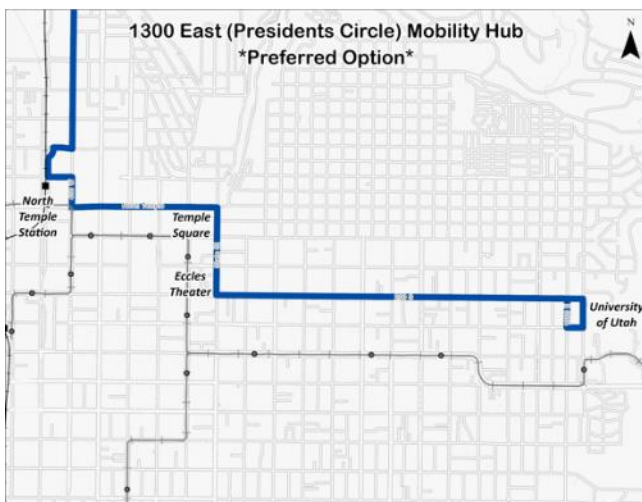 1300 East (Presidents Circle) Mobility Hub
*Preferred Option*
N
North
Temple
Station
Temple
Square
Eccles
Theater
University
of Utah